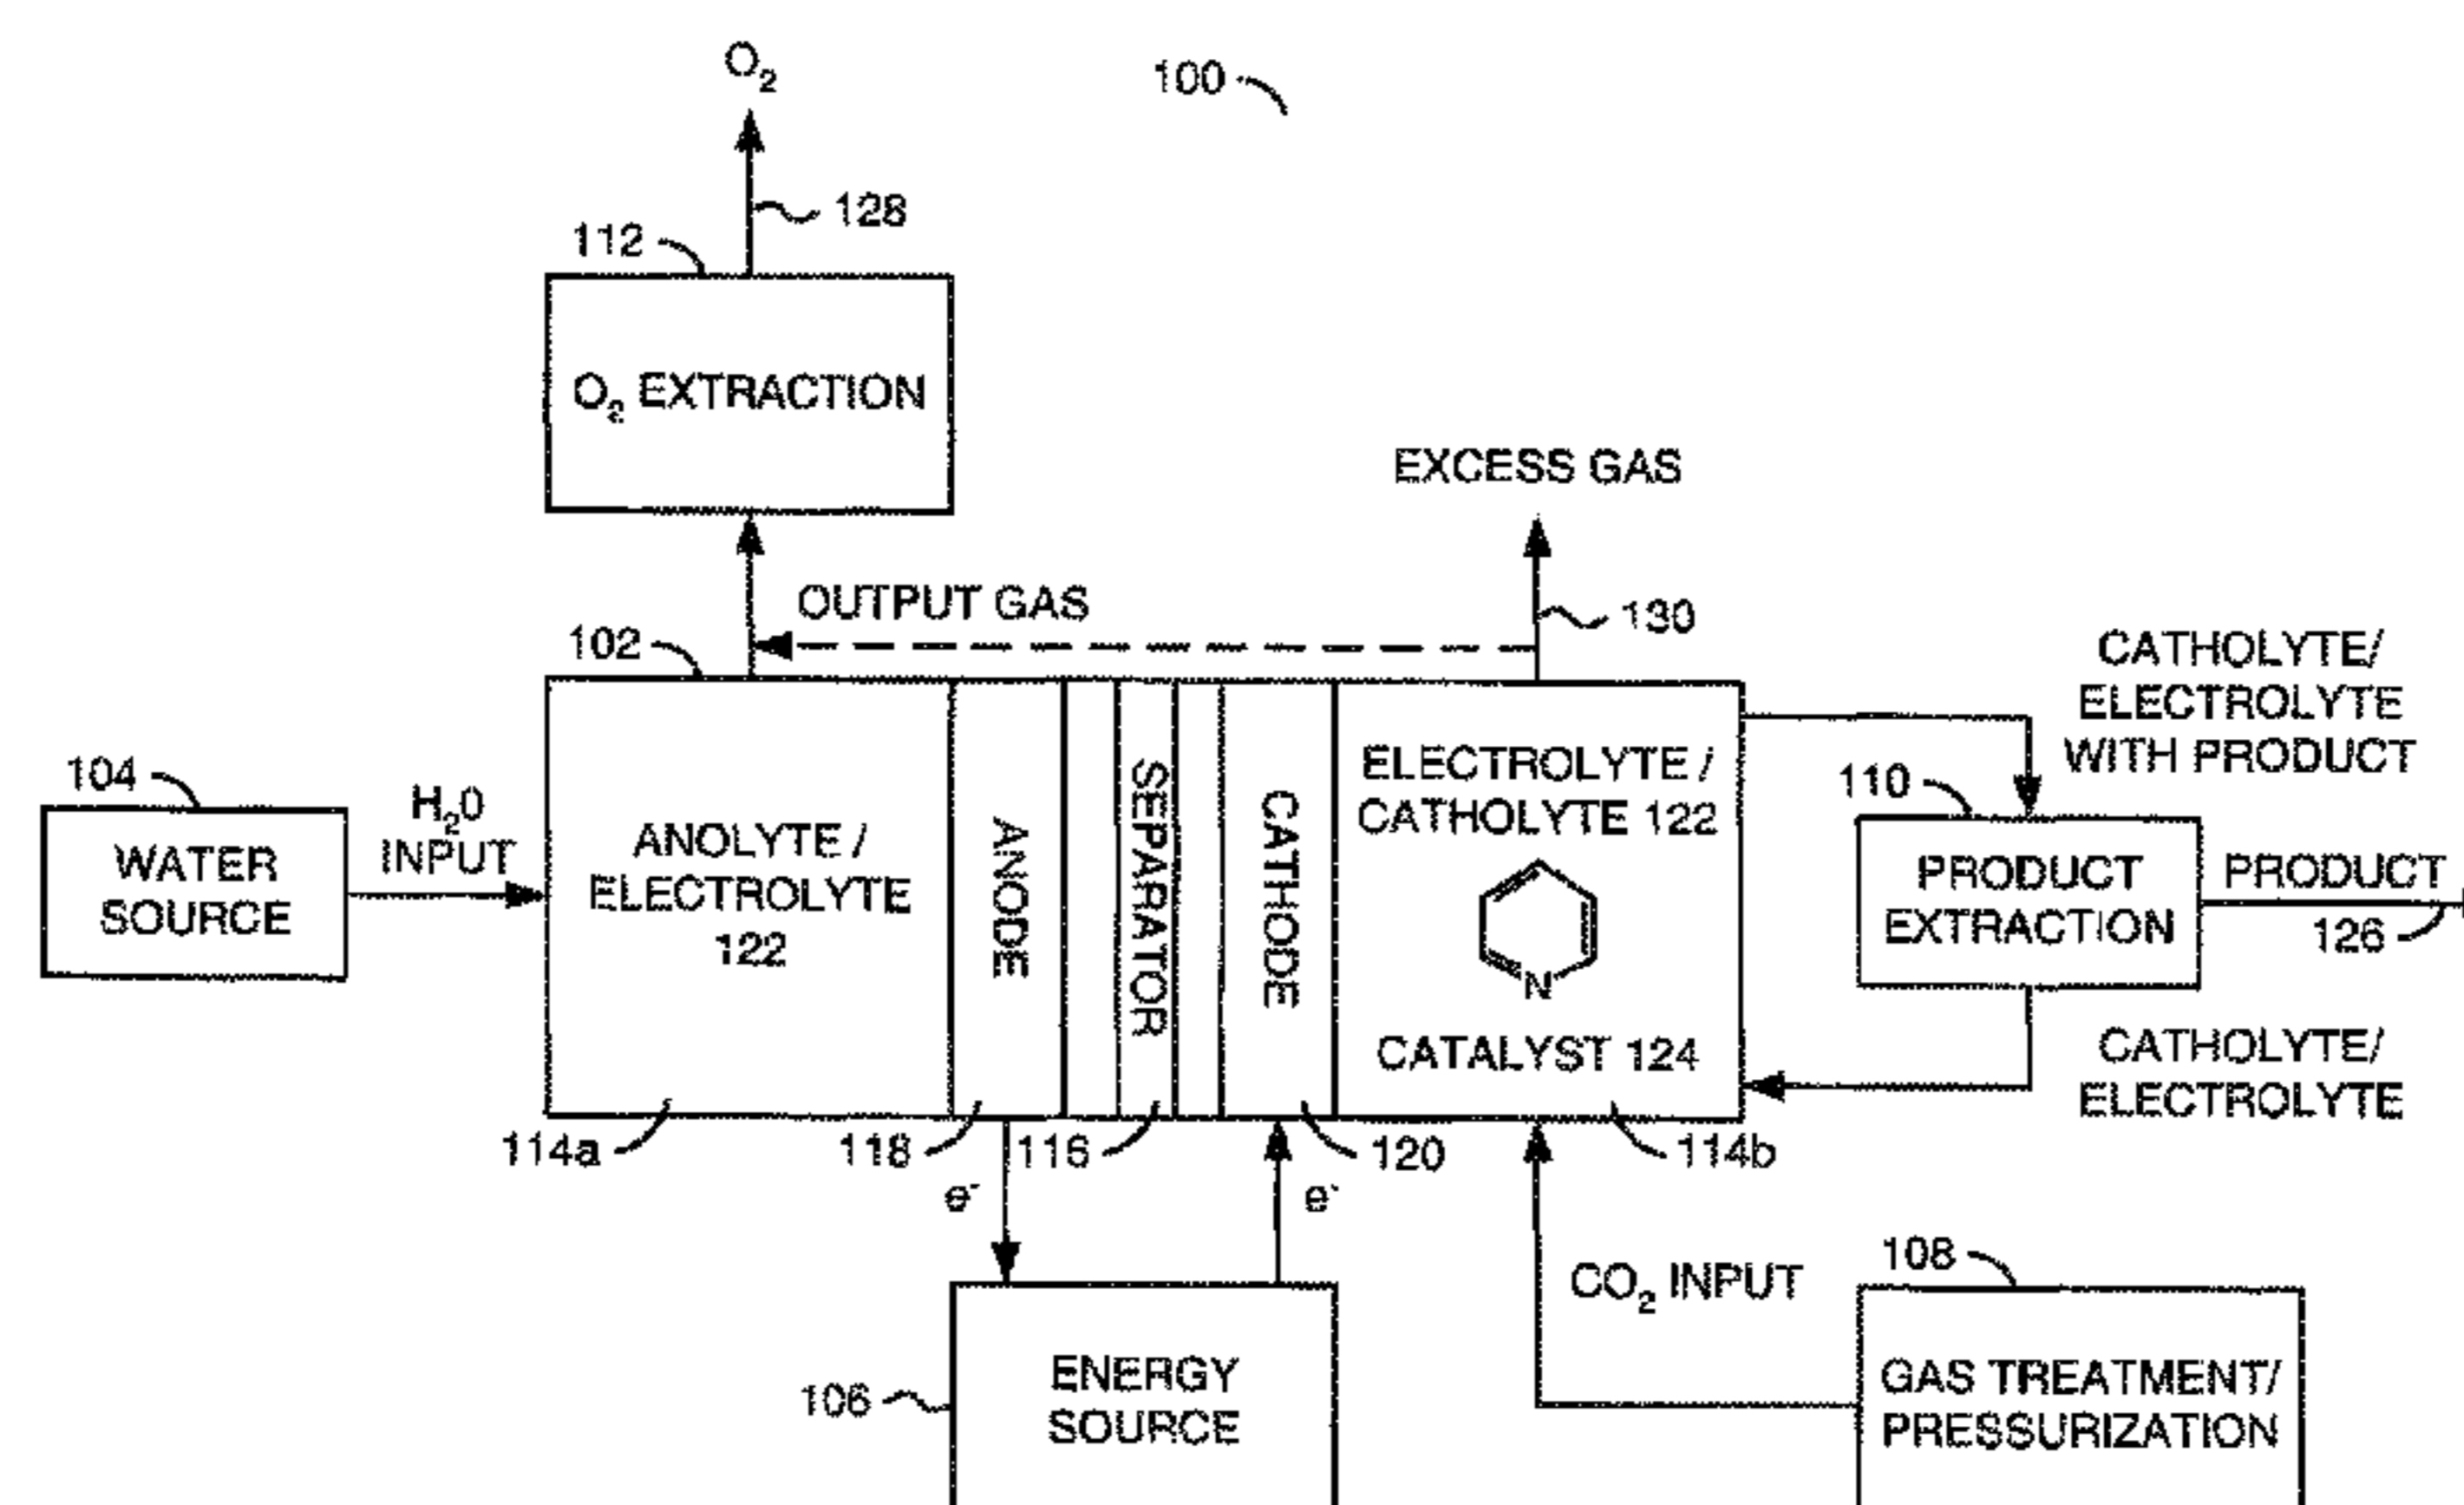 O₂
100
128
112
O₂ EXTRACTION
EXCESS GAS
OUTPUT GAS
130
102
CATHOLYTE/
ELECTROLYTE
WITH PRODUCT
104
H₂0
INPUT
WATER
SOURCE
ANOLYTE /
ELECTROLYTE
122
ANODE
SEPARATOR
CATHODE
ELECTROLYTE /
CATHOLYTE 122
N
CATALYST 124
110
PRODUCT
EXTRACTION
PRODUCT
126
CATHOLYTE/
ELECTROLYTE
114a
118
116
120
114b
e⁻
e⁻
CO₂ INPUT
108
106
ENERGY
SOURCE
GAS TREATMENT/
PRESSURIZATION